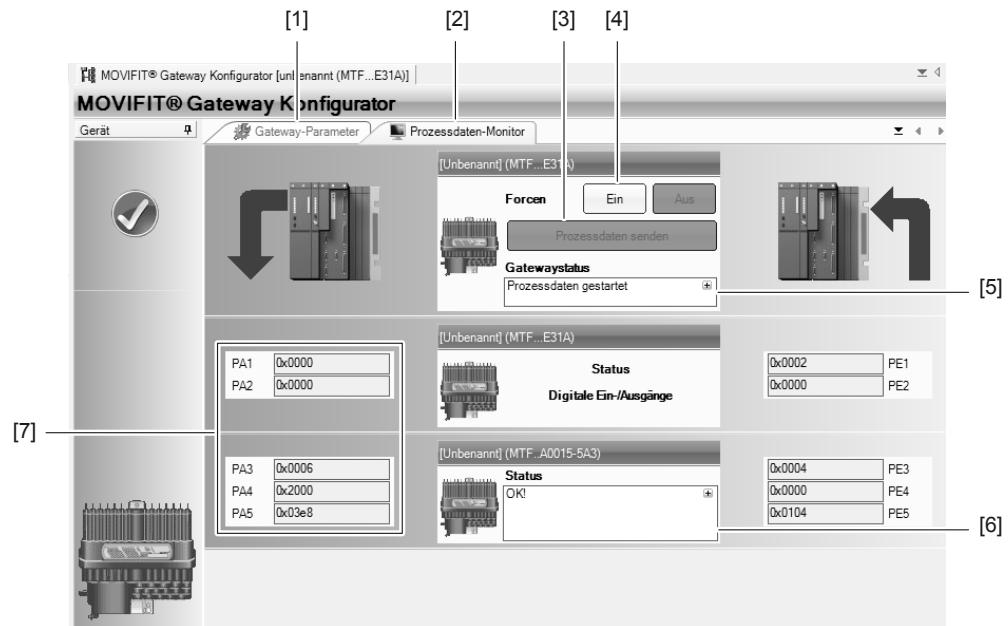 [1]
[2]
[3]
[4]
MOVIFIT® Gateway Konfigurator [unbenannt (MTF...E31A)]
MOVIFIT® Gateway Konfigurator
Gerät
Gateway-Parameter
Prozessdaten-Monitor
[Unbenannt] (MTF...E31A)
Forcen
Ein
Aus
Prozessdaten senden
Gatewaystatus
Prozessdaten gestartet
[5]
[Unbenannt] (MTF...E31A)
PA1 0x0000
Status
0x0002 PE1
PA2 0x0000
Digitale Ein-/Ausgänge
0x0000 PE2
[7]
[Unbenannt] (MTF..A0015-5A3)
PA3 0x0006
Status
0x0004 PE3
PA4 0x2000
OK!
0x0000 PE4
PA5 0x03e8
0x0104 PE5
[6]